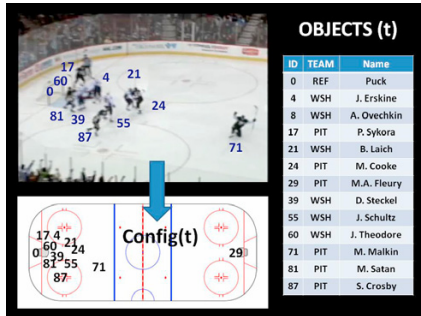 OBJECTS (t)
17
60
0
4
21
24
81
39
55
87
71
ID TEAM Name
0 REF Puck
4 WSH J. Erskine
8 WSH A. Ovechkin
17 PIT P. Sykora
21 WSH B. Laich
24 PIT M. Cooke
29 PIT M.A. Fleury
39 WSH D. Steckel
55 WSH J. Schultz
60 WSH J. Theodore
71 PIT M. Malkin
81 PIT M. Satan
87 PIT S. Crosby
Config(t)
17 4
60 21
0 39 24
81 55
87 71
29